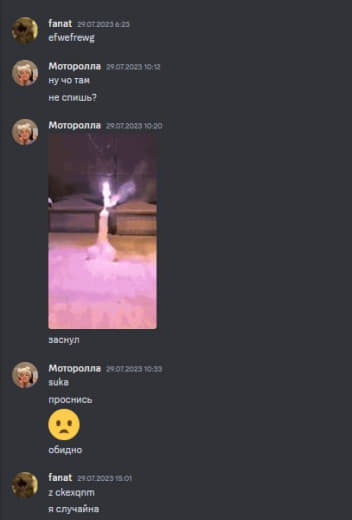 fanat 29.07.2023 6:23
efwefrewg
Моторолла 29.07.2023 10:12
ну чо там
не спишь?
Моторолла 29.07.2023 10:20
заснул
Моторолла 29.07.2023 10:33
suka
проснись
обидно
fanat 29.07.2023 15:01
z ckexqnm
я случайна